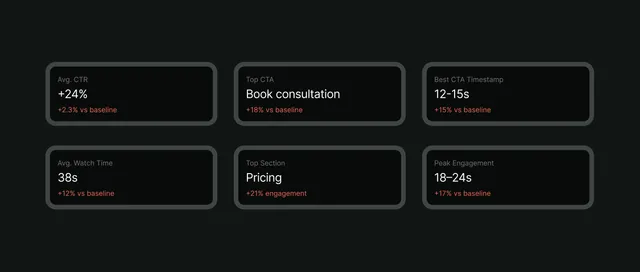 Avg. CTR
+24%
+2.3% vs baseline
Top CTA
Book consultation
+18% vs baseline
Best CTA Timestamp
12-15s
+15% vs baseline
Avg. Watch Time
38s
+12% vs baseline
Top Section
Pricing
+21% engagement
Peak Engagement
18–24s
+17% vs baseline